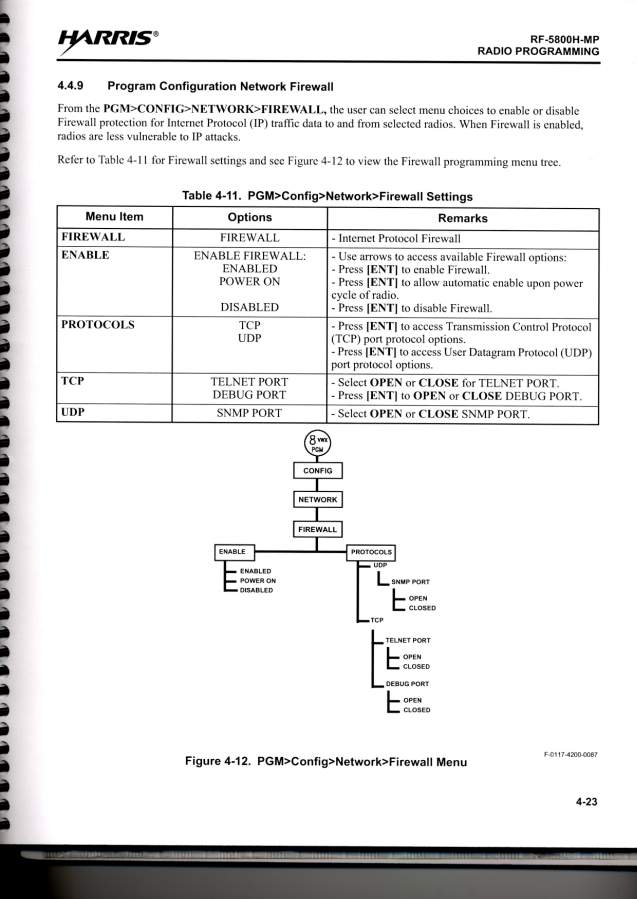 HARRIS®
RF-5800H-MP
RADIO PROGRAMMING
4.4.9 Program Configuration Network Firewall
From the PGM>CONFIG>NETWORK>FIREWALL, the user can select menu choices to enable or disable
Firewall protection for Internet Protocol (IP) traffic data to and from selected radios. When Firewall is enabled,
radios are less vulnerable to IP attacks.
Refer to Table 4-11 for Firewall settings and see Figure 4-12 to view the Firewall programming menu tree.
Table 4-11. PGM>Config>Network>Firewall Settings
Menu Item Options Remarks
FIREWALL FIREWALL - Internet Protocol Firewall
ENABLE ENABLE FIREWALL: - Use arrows to access available Firewall options:
ENABLED - Press [ENT] to enable Firewall.
POWER ON - Press [ENT] to allow automatic enable upon power
cycle of radio.
DISABLED - Press [ENT] to disable Firewall.
PROTOCOLS TCP - Press [ENT] to access Transmission Control Protocol
UDP (TCP) port protocol options.
- Press [ENT] to access User Datagram Protocol (UDP)
port protocol options.
TCP TELNET PORT - Select OPEN or CLOSE for TELNET PORT.
DEBUG PORT - Press [ENT] to OPEN or CLOSE DEBUG PORT.
UDP SNMP PORT - Select OPEN or CLOSE SNMP PORT.
8 VWX
PGM
CONFIG
NETWORK
FIREWALL
ENABLE PROTOCOLS
ENABLED
POWER ON
DISABLED
UDP
SNMP PORT
OPEN
CLOSED
TCP
TELNET PORT
OPEN
CLOSED
DEBUG PORT
OPEN
CLOSED
F-0117-4200-0087
Figure 4-12. PGM>Config>Network>Firewall Menu
4-23